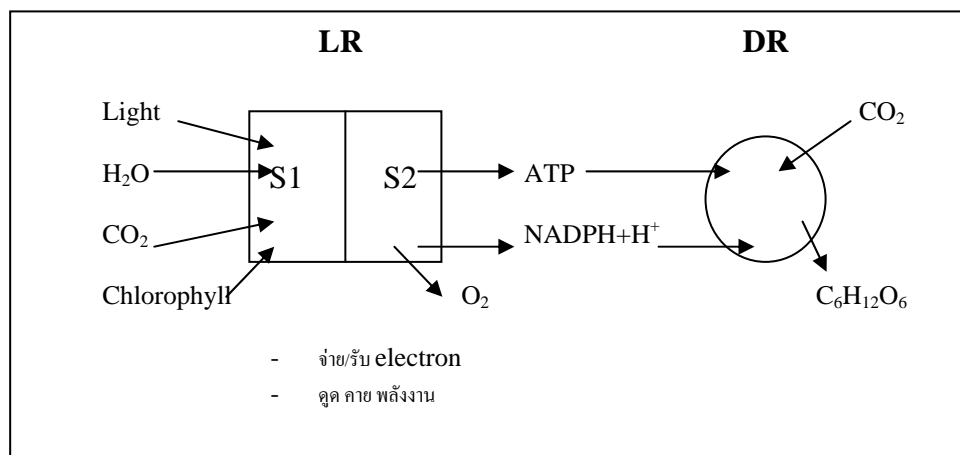 LR DR
Light CO₂
H₂O S1 S2 ATP
CO₂ NADPH+H⁺
Chlorophyll O₂ C₆H₁₂O₆
- จ่าย/รับ electron
- ดูด คาย พลังงาน